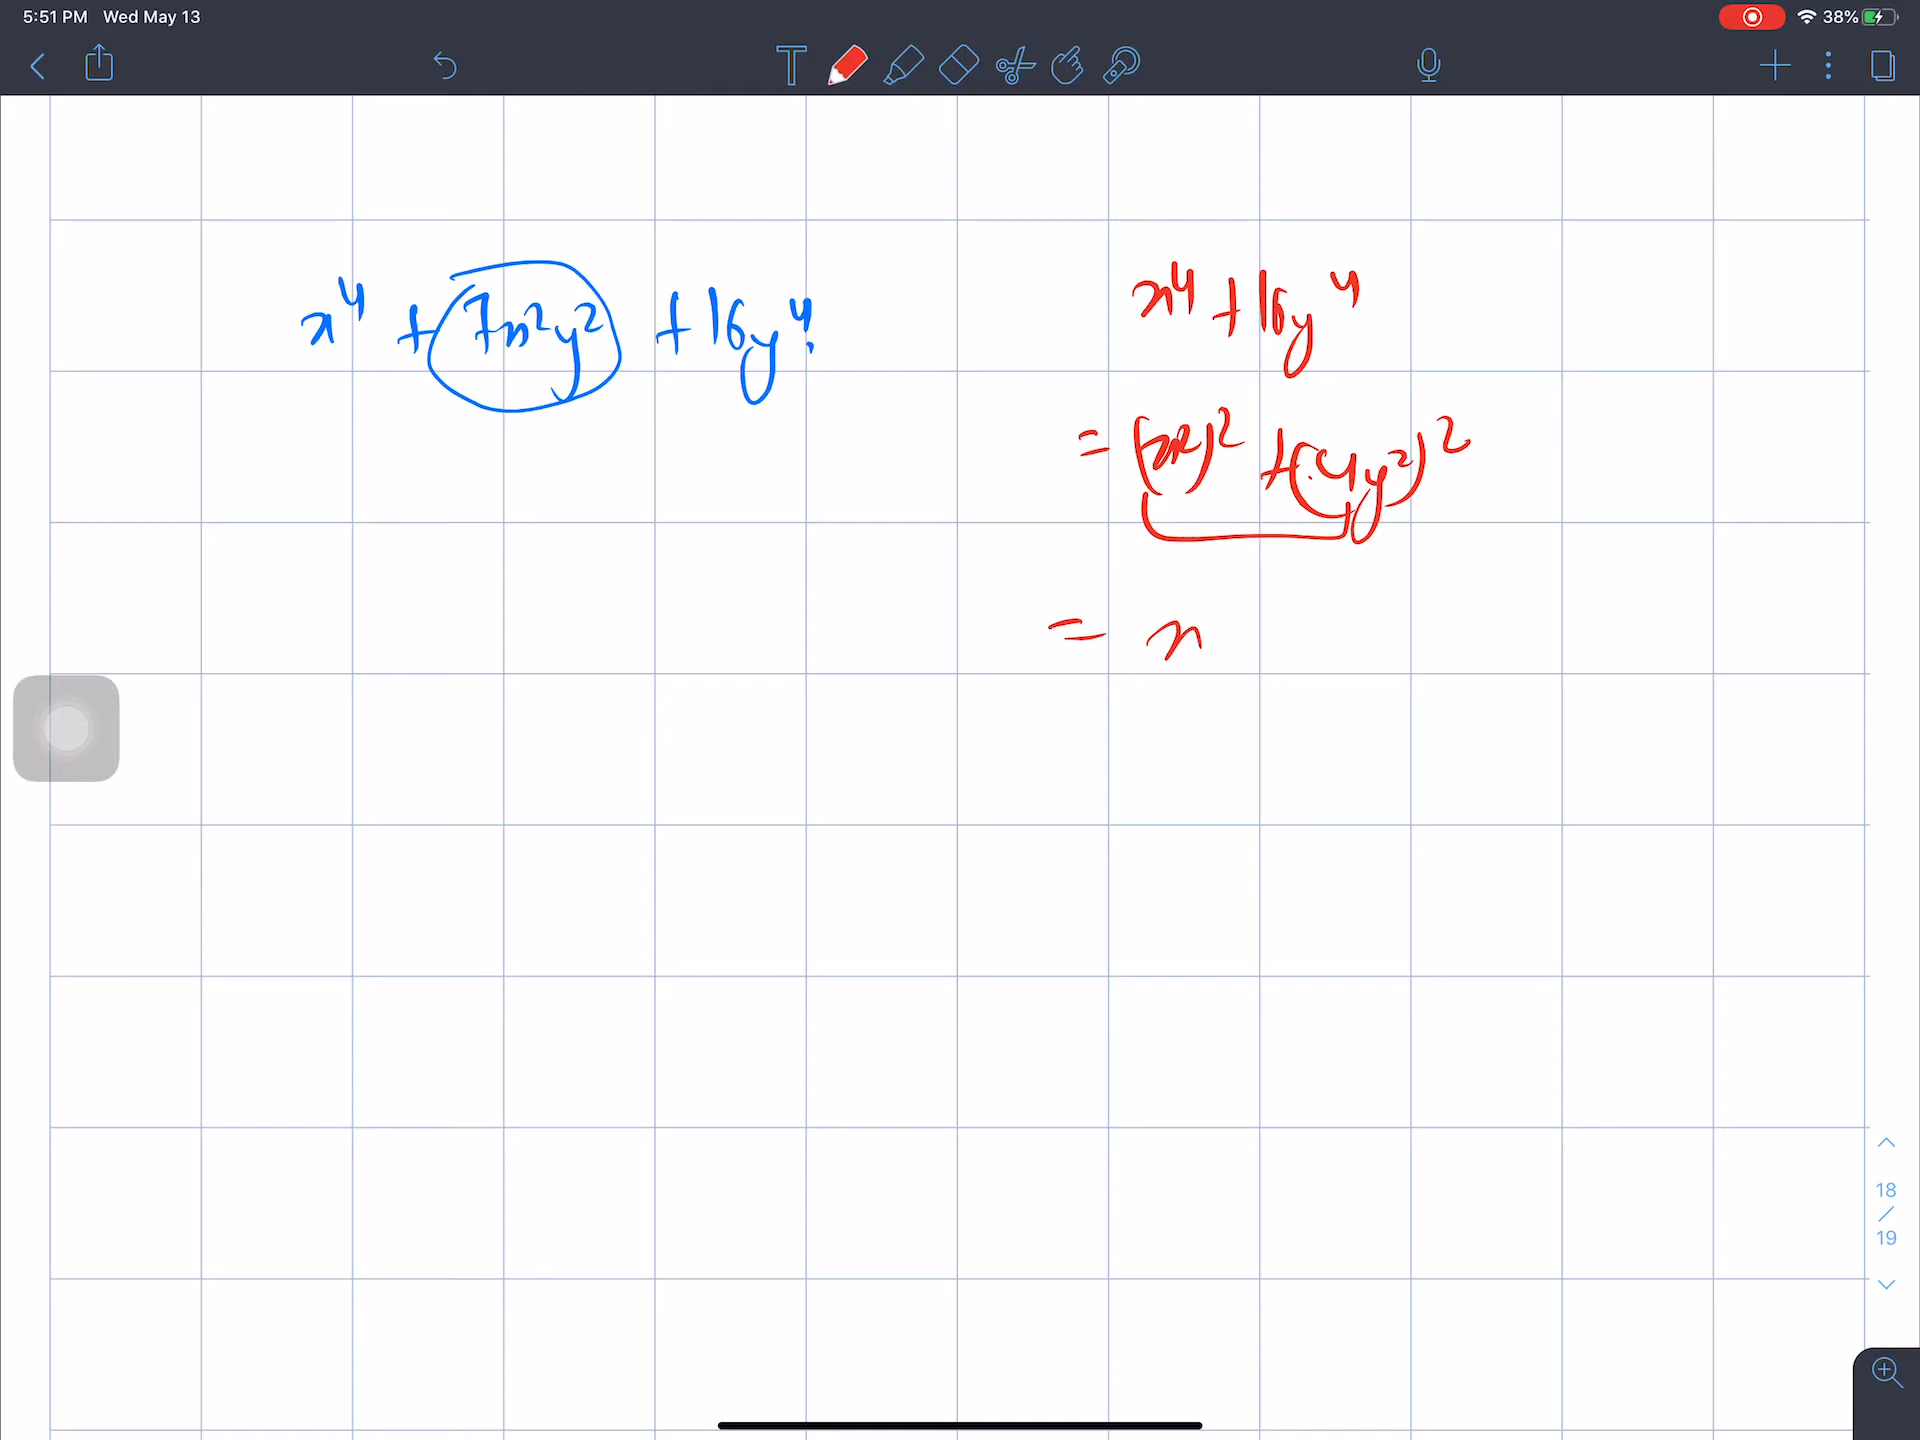 5:51 PM Wed May 13
38%
x⁴ + 7x²y² + 16y⁴.
x⁴ + 16y⁴
= (x²)² + (4y²)²
= x
18
/
19